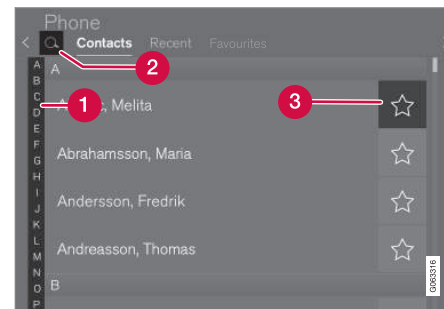 Phone
Contacts Recent Favourites
2
A
A
B
C
D
E
F
G
H
I
J
K
L
M
N
O
P
1
Melita
3
Abrahamsson, Maria
Andersson, Fredrik
Andreasson, Thomas
B
G063316